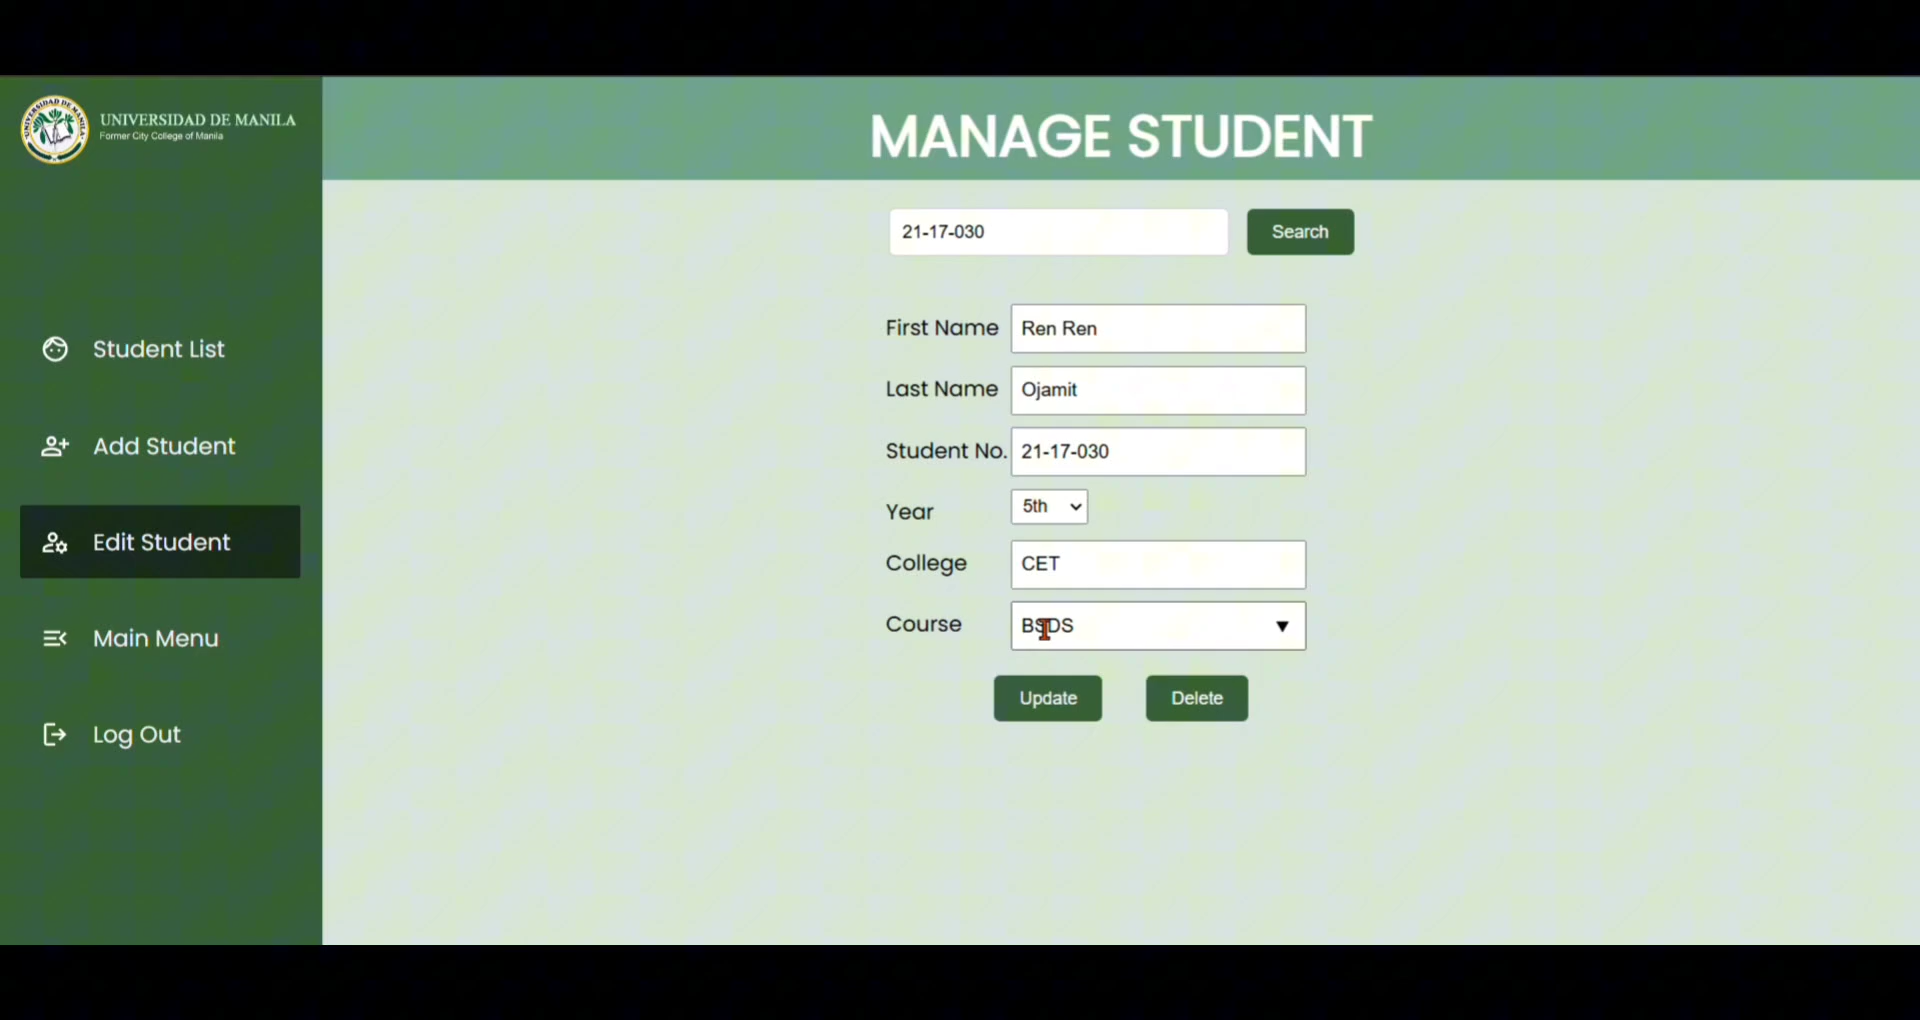 UNIVERSIDAD DE MANILA
Former City College of Manila
MANAGE STUDENT
21-17-030
Search
Student List
Add Student
Edit Student
Main Menu
Log Out
First Name Ren Ren
Last Name Ojamit
Student No. 21-17-030
Year 5th
College CET
Course BSDS
Update Delete